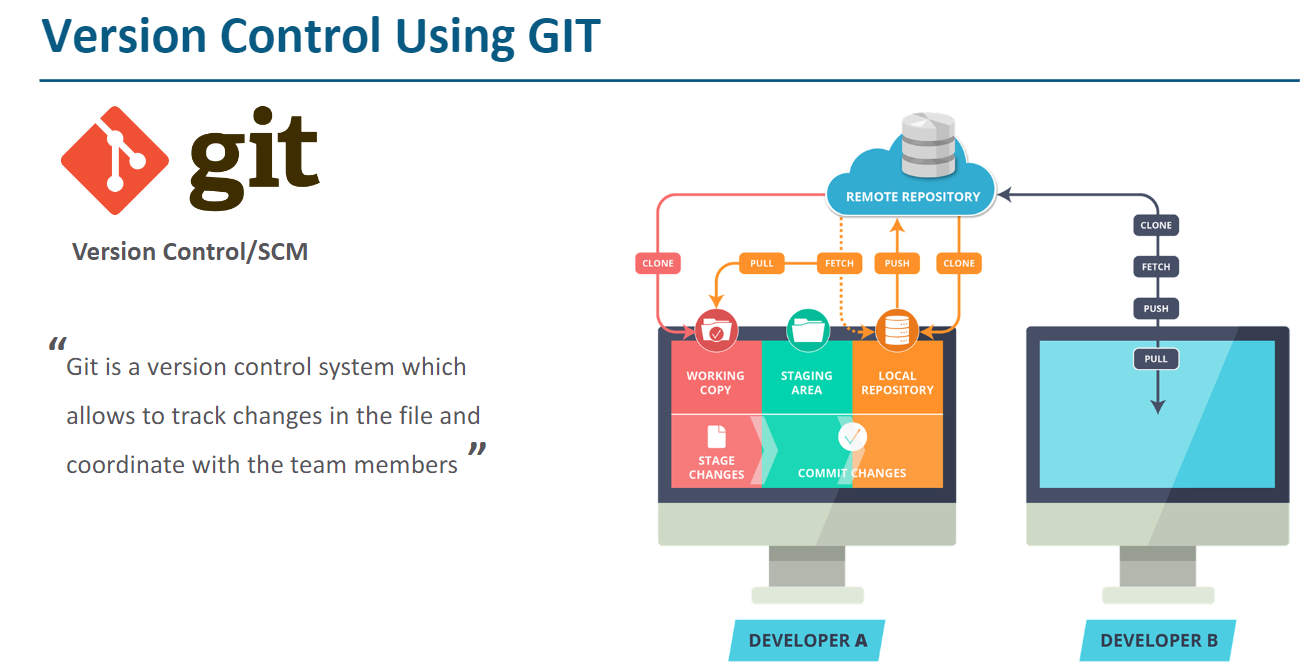 Version Control Using GIT
git
Version Control/SCM
“
Git is a version control system which
allows to track changes in the file and
coordinate with the team members ”
REMOTE REPOSITORY
CLONE
PULL
FETCH
PUSH
CLONE
WORKING
COPY
STAGING
AREA
LOCAL
REPOSITORY
STAGE
CHANGES
COMMIT CHANGES
DEVELOPER A
CLONE
FETCH
PUSH
PULL
DEVELOPER B